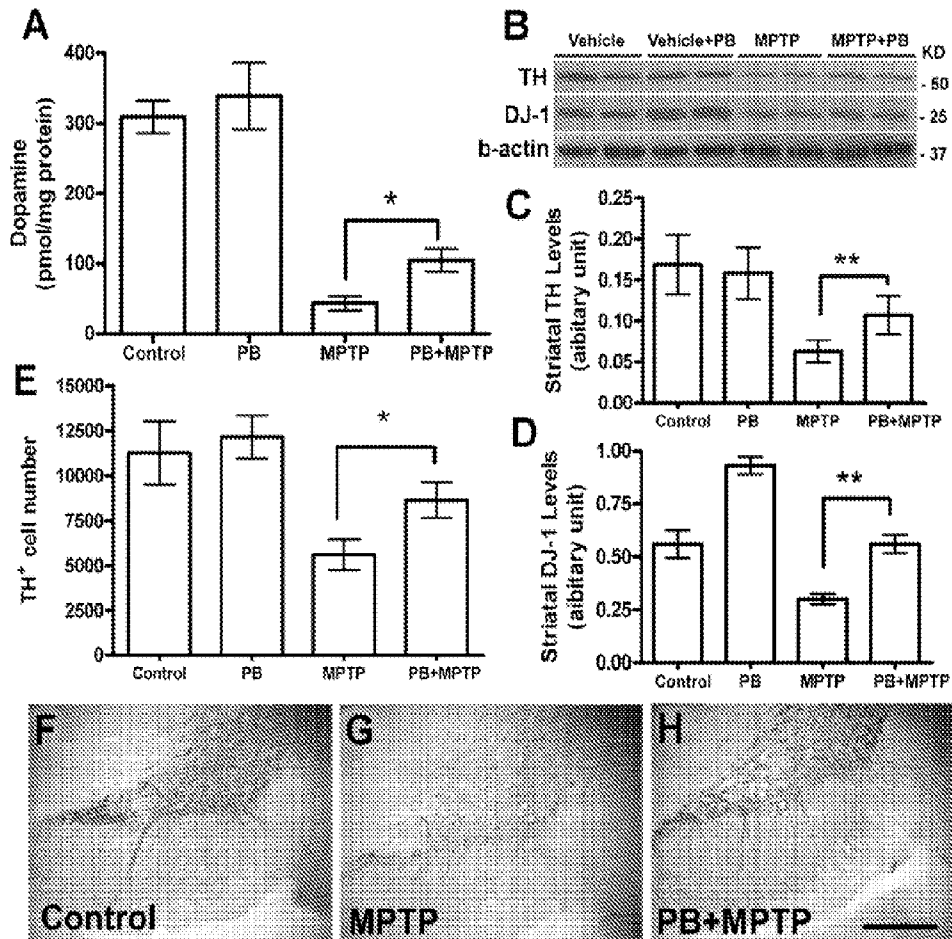 A
Dopamine
(pmol/mg protein)
400
300
200
100
0
*
Control PB MPTP PB+MPTP
B
Vehicle Vehicle+PB MPTP MPTP+PB KD
TH - 50
DJ-1 - 25
b-actin - 37
C
Striatal TH Levels
(aibitary unit)
0.20
0.15
0.10
0.05
0.00
**
Control PB MPTP PB+MPTP
E
TH+ cell number
15000
12500
10000
7500
5000
2500
0
*
Control PB MPTP PB+MPTP
D
Striatal DJ-1 Levels
(aibitary unit)
1.00
0.75
0.50
0.25
0.00
**
Control PB MPTP PB+MPTP
F
Control
G
MPTP
H
PB+MPTP